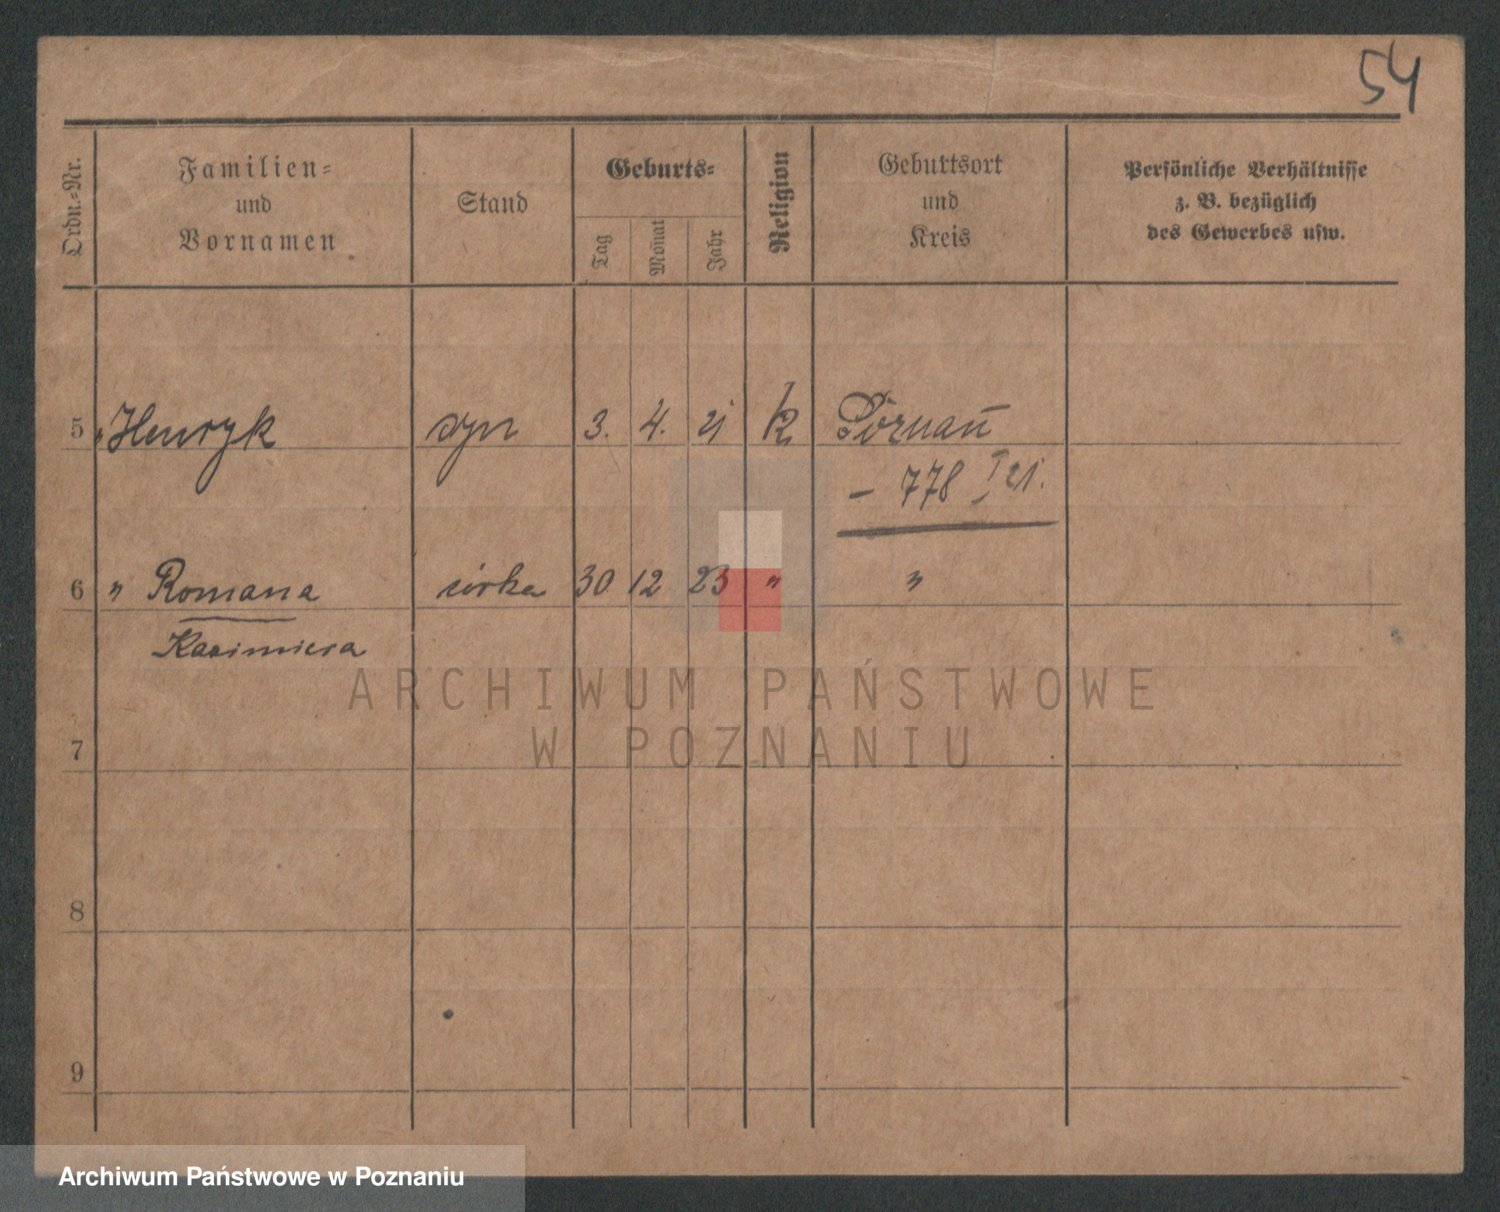 54
Ordn.-Nr.
Familien-
und
Vornamen
Stand
Geburts-
Tag
Monat
Jahr
Religion
Geburtsort
und
Kreis
Persönliche Verhältnisse
z. B. bezüglich
des Gewerbes usw.
5 " Henryk syn 3. 4. 21 k Poznań
– 778 I 21.
6 " Romana córka 30 12 23 " "
Kazimiera
ARCHIWUM PAŃSTWOWE
W POZNANIU
7
8
9
Archiwum Państwowe w Poznaniu